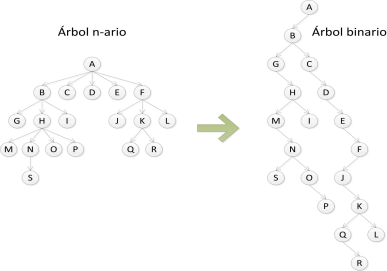 Árbol n-ario
A
B C D E F
G H I J K L
M N O P Q R
S
Árbol binario
A
B
G C
H D
M I E
N F
S O J
P K
Q L
R